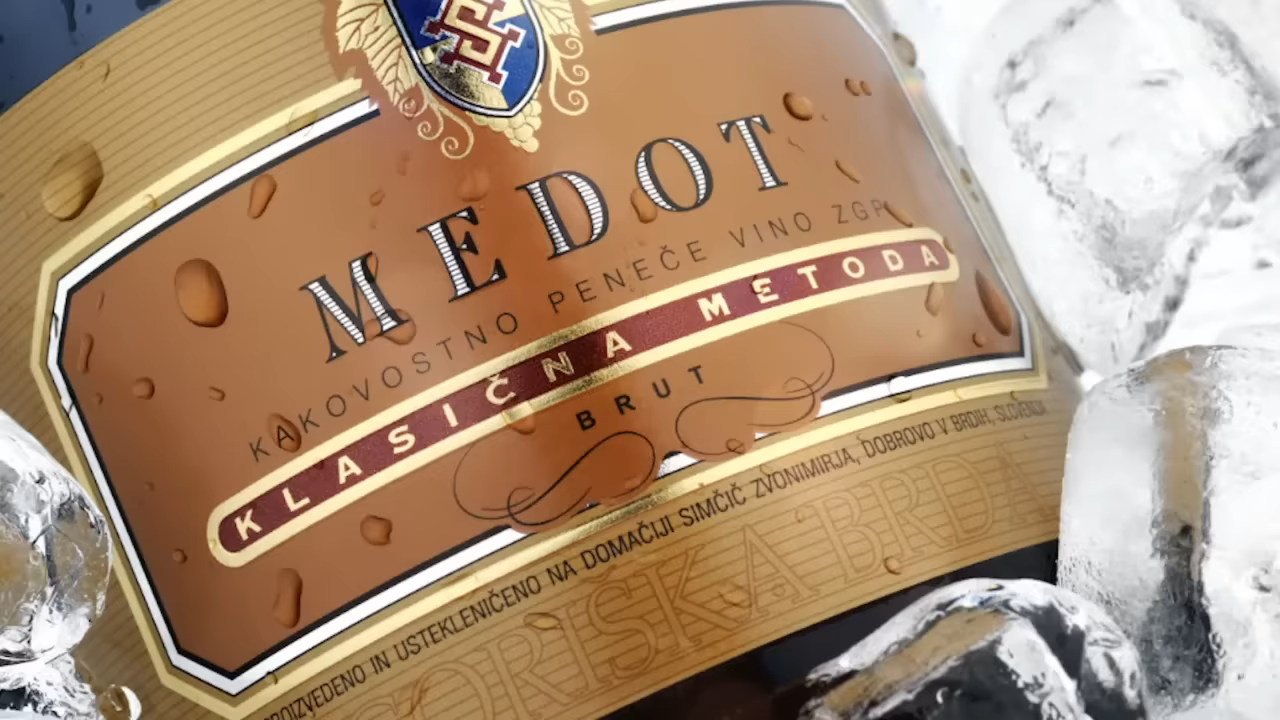 MEDOT
KAKOVOSTNO PENEČE VINO ZGP
KLASIČNA METODA
BRUT
PROIZVEDENO IN USTEKLENIČENO NA DOMAČIJI SIMČIČ ZVONIMIRJA, DOBROVO V BRDIH, SLOVENIJA
GORIŠKA BRDA